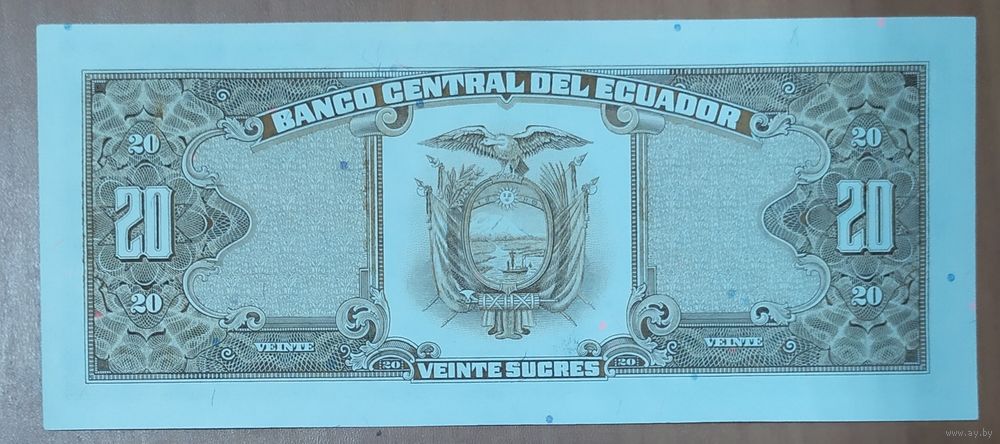 BANCO CENTRAL DEL ECUADOR
20 20
20 20
20 20
VEINTE VEINTE
20 VEINTE SUCRES 20
www.ay.by